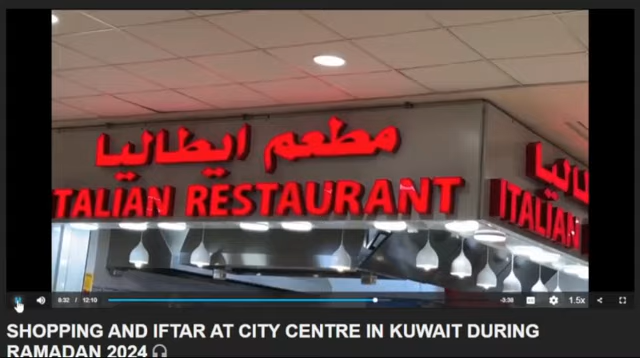 مطعم ايطاليا
ITALIAN RESTAURANT
ITALIAN
8:32 / 12:10
-3:38
1.5x
SHOPPING AND IFTAR AT CITY CENTRE IN KUWAIT DURING
RAMADAN 2024